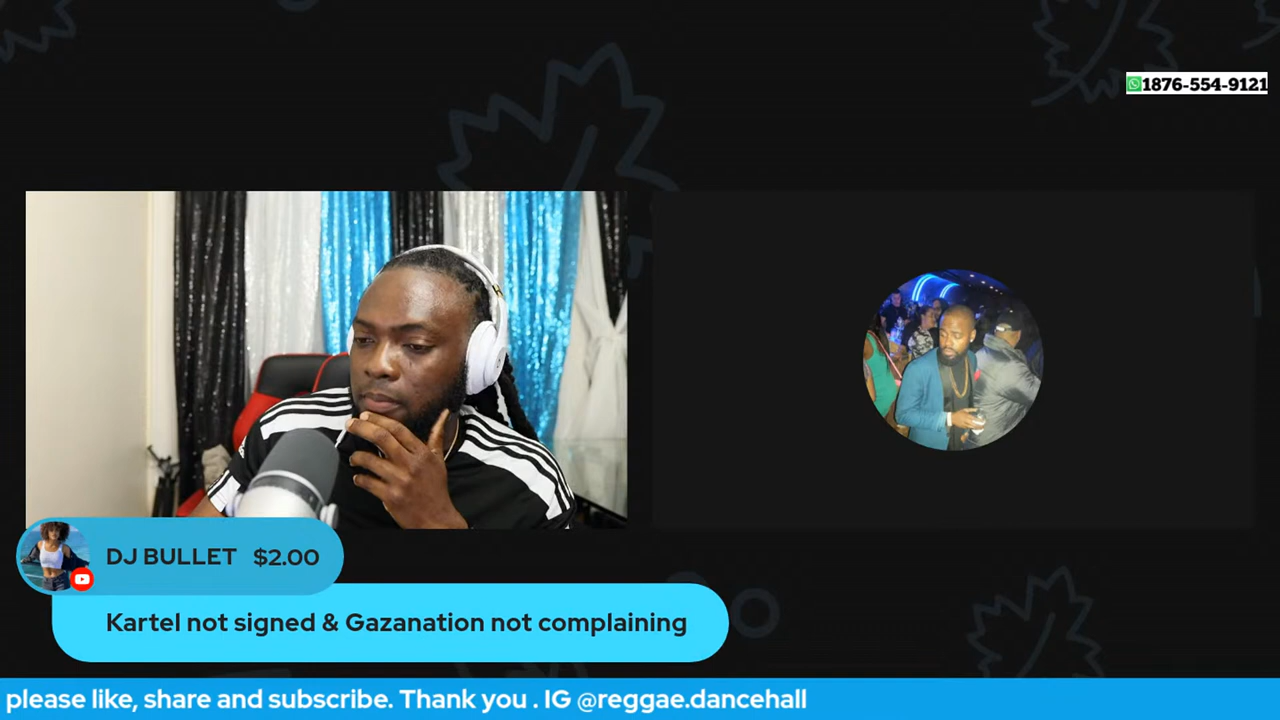 1876-554-9121
DJ BULLET $2.00
Kartel not signed & Gazanation not complaining
please like, share and subscribe. Thank you . IG @reggae.dancehall